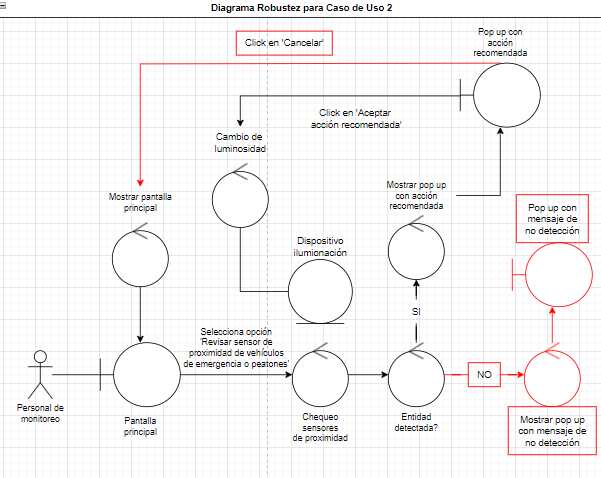 Diagrama Robustez para Caso de Uso 2
Click en 'Cancelar'
Pop up con
acción
recomendada
Click en 'Aceptar
acción recomendada'
Cambio de
luminosidad
Mostrar pantalla
principal
Mostrar pop up
con acción
recomendada
Pop up con
mensaje de
no detección
Dispositivo
iluminación
SI
Selecciona opción
'Revisar sensor de
proximidad de vehículos
de emergencia o peatones'
NO
Personal de
monitoreo
Pantalla
principal
Chequeo
sensores
de proximidad
Entidad
detectada?
Mostrar pop up
con mensaje de
no detección